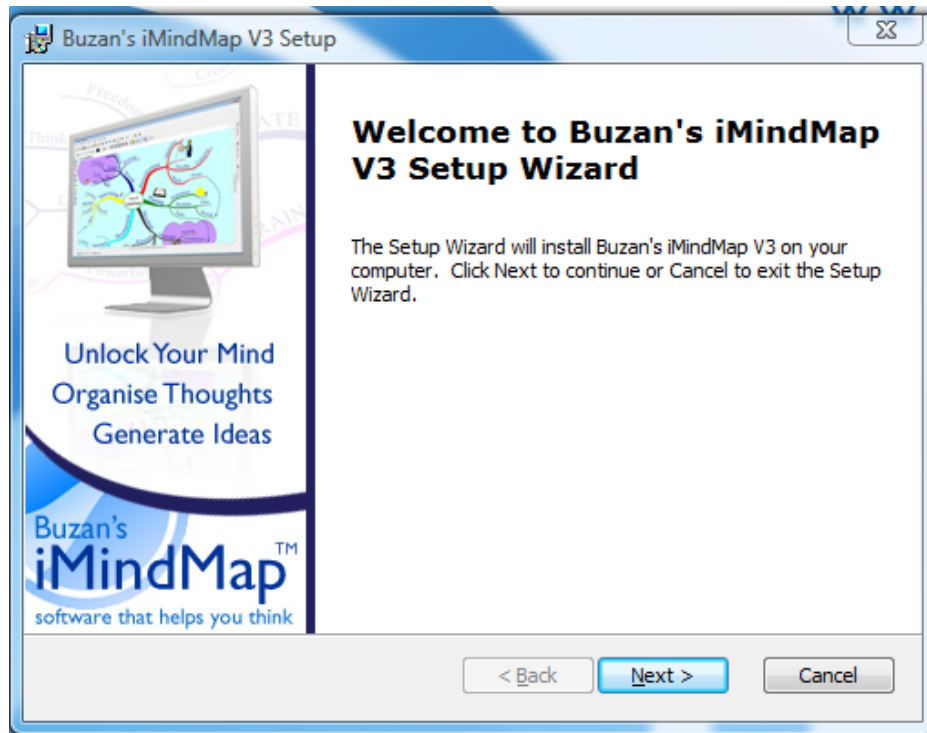 Buzan's iMindMap V3 Setup
Welcome to Buzan's iMindMap
V3 Setup Wizard
The Setup Wizard will install Buzan's iMindMap V3 on your
computer. Click Next to continue or Cancel to exit the Setup
Wizard.
Unlock Your Mind
Organise Thoughts
Generate Ideas
Buzan's
iMindMap™
software that helps you think
< Back
Next >
Cancel